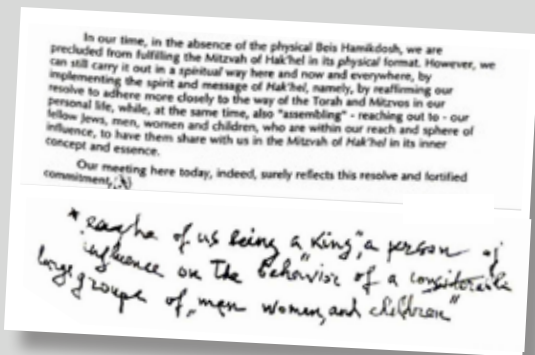 In our time, in the absence of the physical Beis Hamikdosh, we are
precluded from fulfilling the Mitzvah of Hak'hel in its physical format. However, we
can still carry it out in a spiritual way here and now and everywhere, by
implementing the spirit and message of Hak'hel, namely, by reaffirming our
resolve to adhere more closely to the way of the Torah and Mitzvos in our
personal life, while, at the same time, also "assembling" - reaching out to - our
fellow Jews, men, women and children, who are within our reach and sphere of
influence, to have them share with us in the Mitzvah of Hak'hel in its inner
concept and essence.
Our meeting here today, indeed, surely reflects this resolve and fortified
commitment,
* of us being a "King", a person of
influence on the behavior of a
large groupe of "men women, and children"